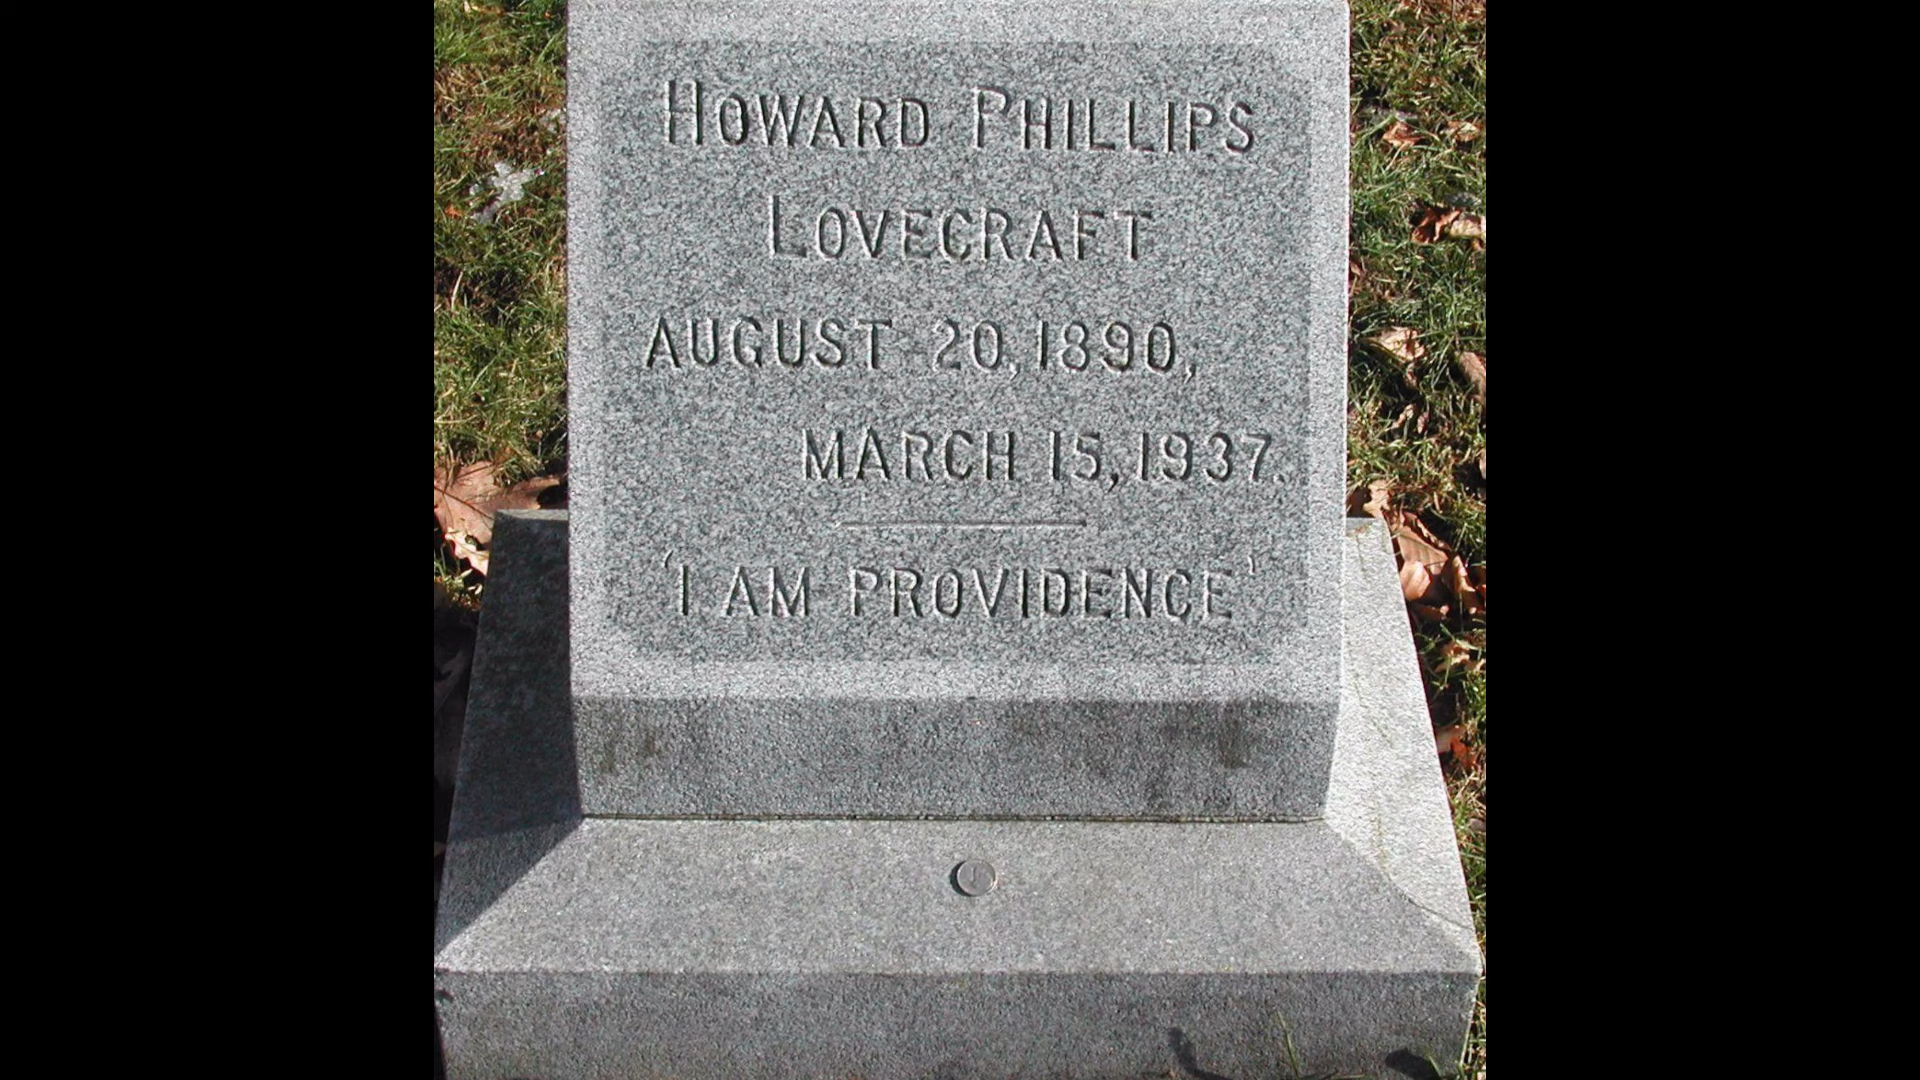 HOWARD PHILLIPS
LOVECRAFT
AUGUST 20, 1890,
MARCH 15, 1937.
'I AM PROVIDENCE'